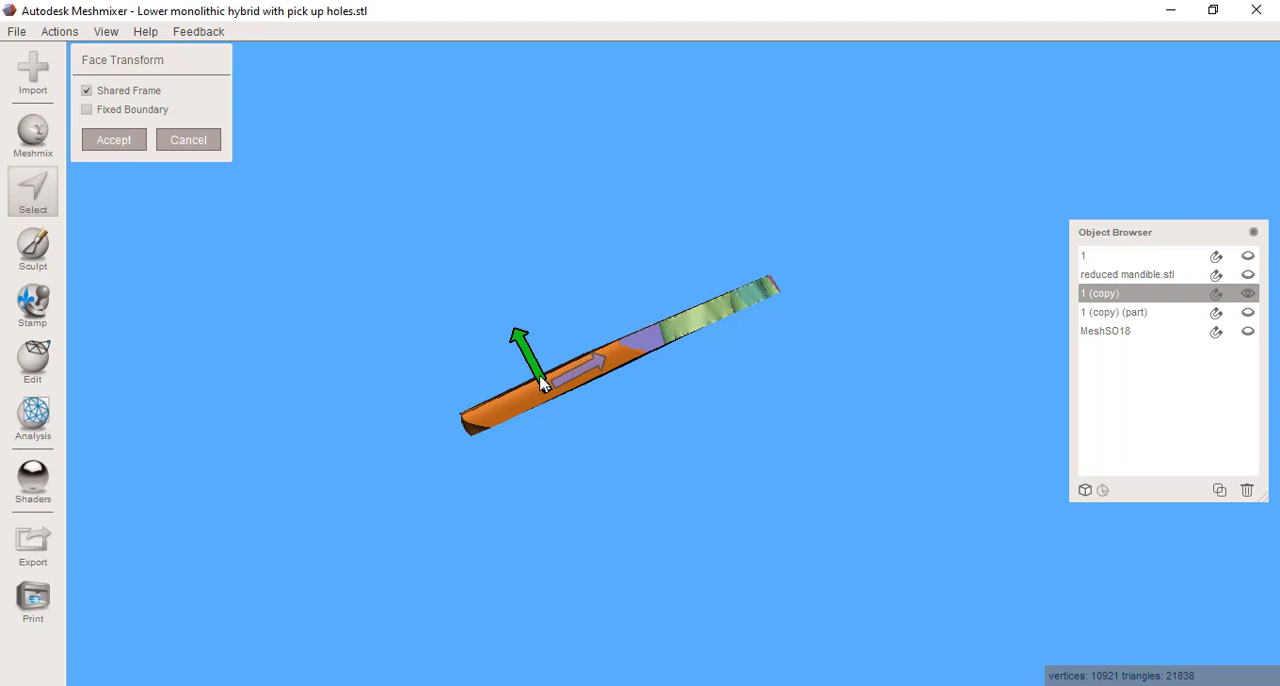 Autodesk Meshmixer - Lower monolithic hybrid with pick up holes.stl
File Actions View Help Feedback
Import
Meshmix
Select
Sculpt
Stamp
Edit
Analysis
Shaders
Export
Print
Face Transform
Shared Frame
Fixed Boundary
Accept Cancel
Object Browser
1
reduced mandible.stl
1 (copy)
1 (copy) (part)
MeshSO18
vertices: 10921 triangles: 21838